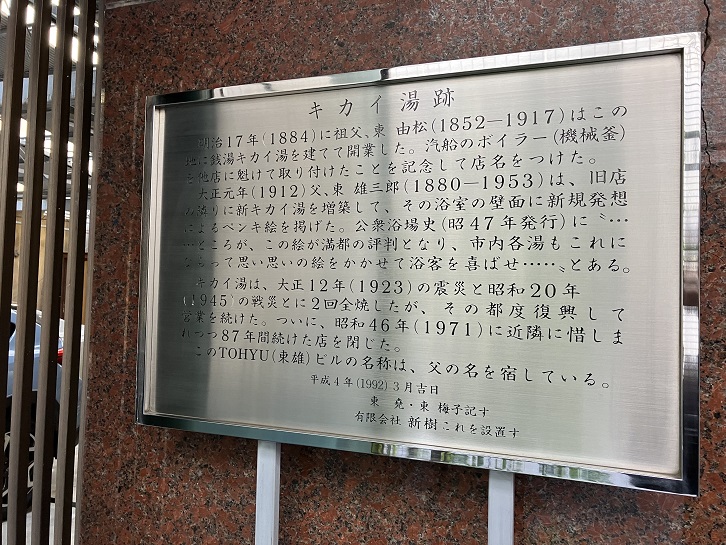 キカイ湯跡
明治17年(1884)に祖父、東 由松(1852―1917)はこの
地に銭湯キカイ湯を建てて開業した。汽船のボイラー(機械釜)
を他店に魁けて取り付けたことを記念して店名をつけた。
大正元年(1912)父、東 雄三郎(1880―1953)は、旧店
の隣りに新キカイ湯を増築して、その浴室の壁面に新規発想
によるペンキ絵を掲げた。公衆浴場史(昭47年発行)に〝…
…ところが、この絵が満都の評判となり、市内各湯もこれに
ならって思い思いの絵をかかせて浴客を喜ばせ……〟とある。
キカイ湯は、大正12年(1923)の震災と昭和20年
(1945)の戦災とに2回全焼したが、その都度復興して
営業を続けた。ついに、昭和46年(1971)に近隣に惜しま
れつつ87年間続けた店を閉じた。
このTOHYU(東雄)ビルの名称は、父の名を宿している。
平成4年(1992)3月吉日
東 堯・東 梅子記す
有限会社 新樹これを設置す